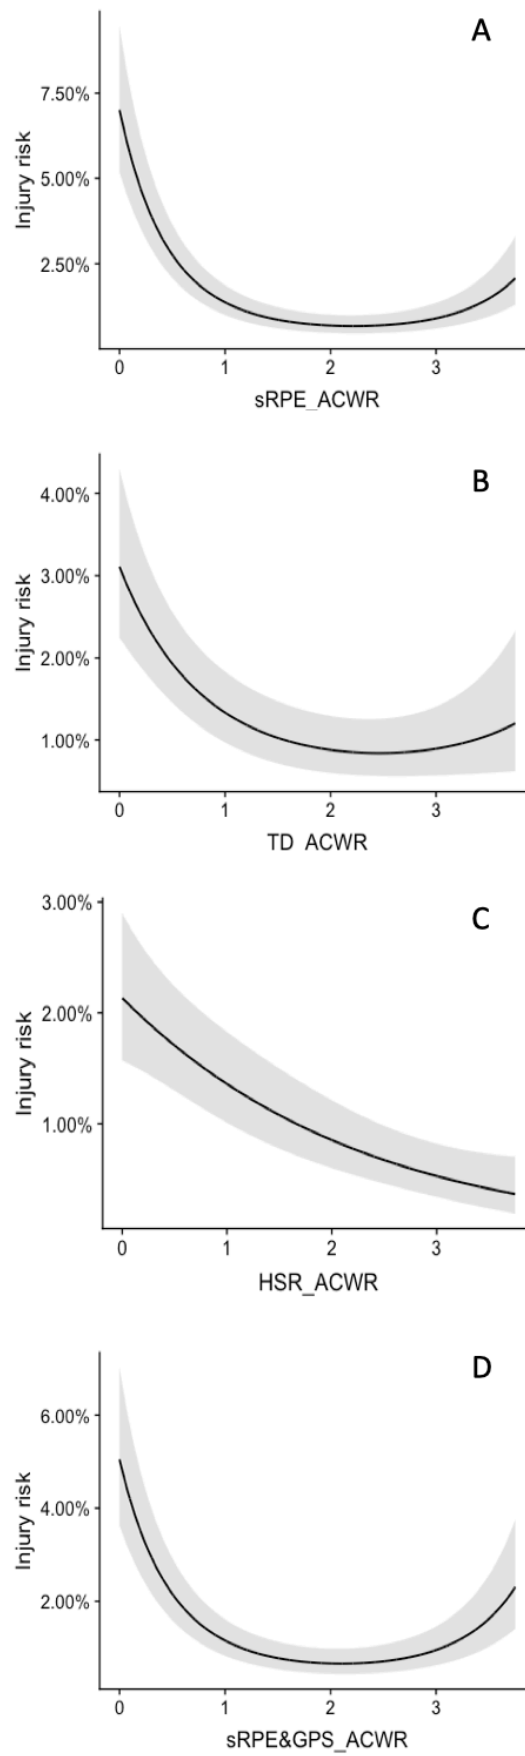 A
7.50%
5.00%
2.50%
Injury risk
0 1 2 3
sRPE_ACWR
B
4.00%
3.00%
2.00%
1.00%
Injury risk
0 1 2 3
TD ACWR
C
3.00%
2.00%
1.00%
Injury risk
0 1 2 3
HSR_ACWR
D
6.00%
4.00%
2.00%
Injury risk
0 1 2 3
sRPE&GPS_ACWR